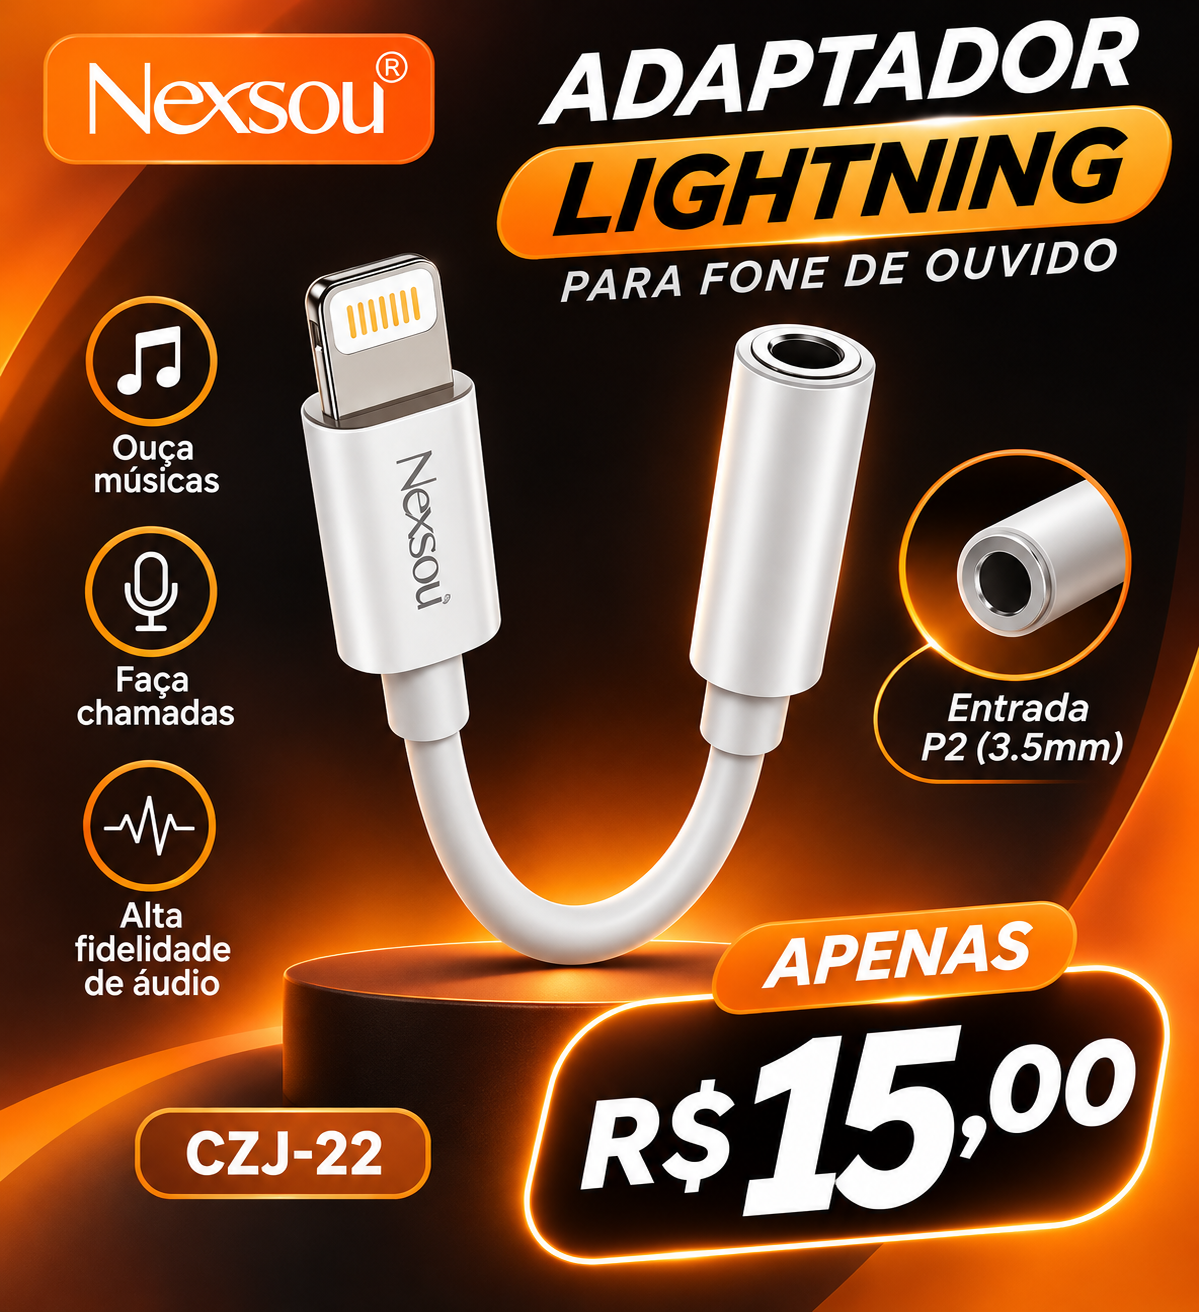 Nexsou®
ADAPTADOR
LIGHTNING
PARA FONE DE OUVIDO
Ouça
músicas
Faça
chamadas
Alta
fidelidade
de áudio
Nexsou®
Entrada
P2 (3.5mm)
APENAS
R$15,00
CZJ-22